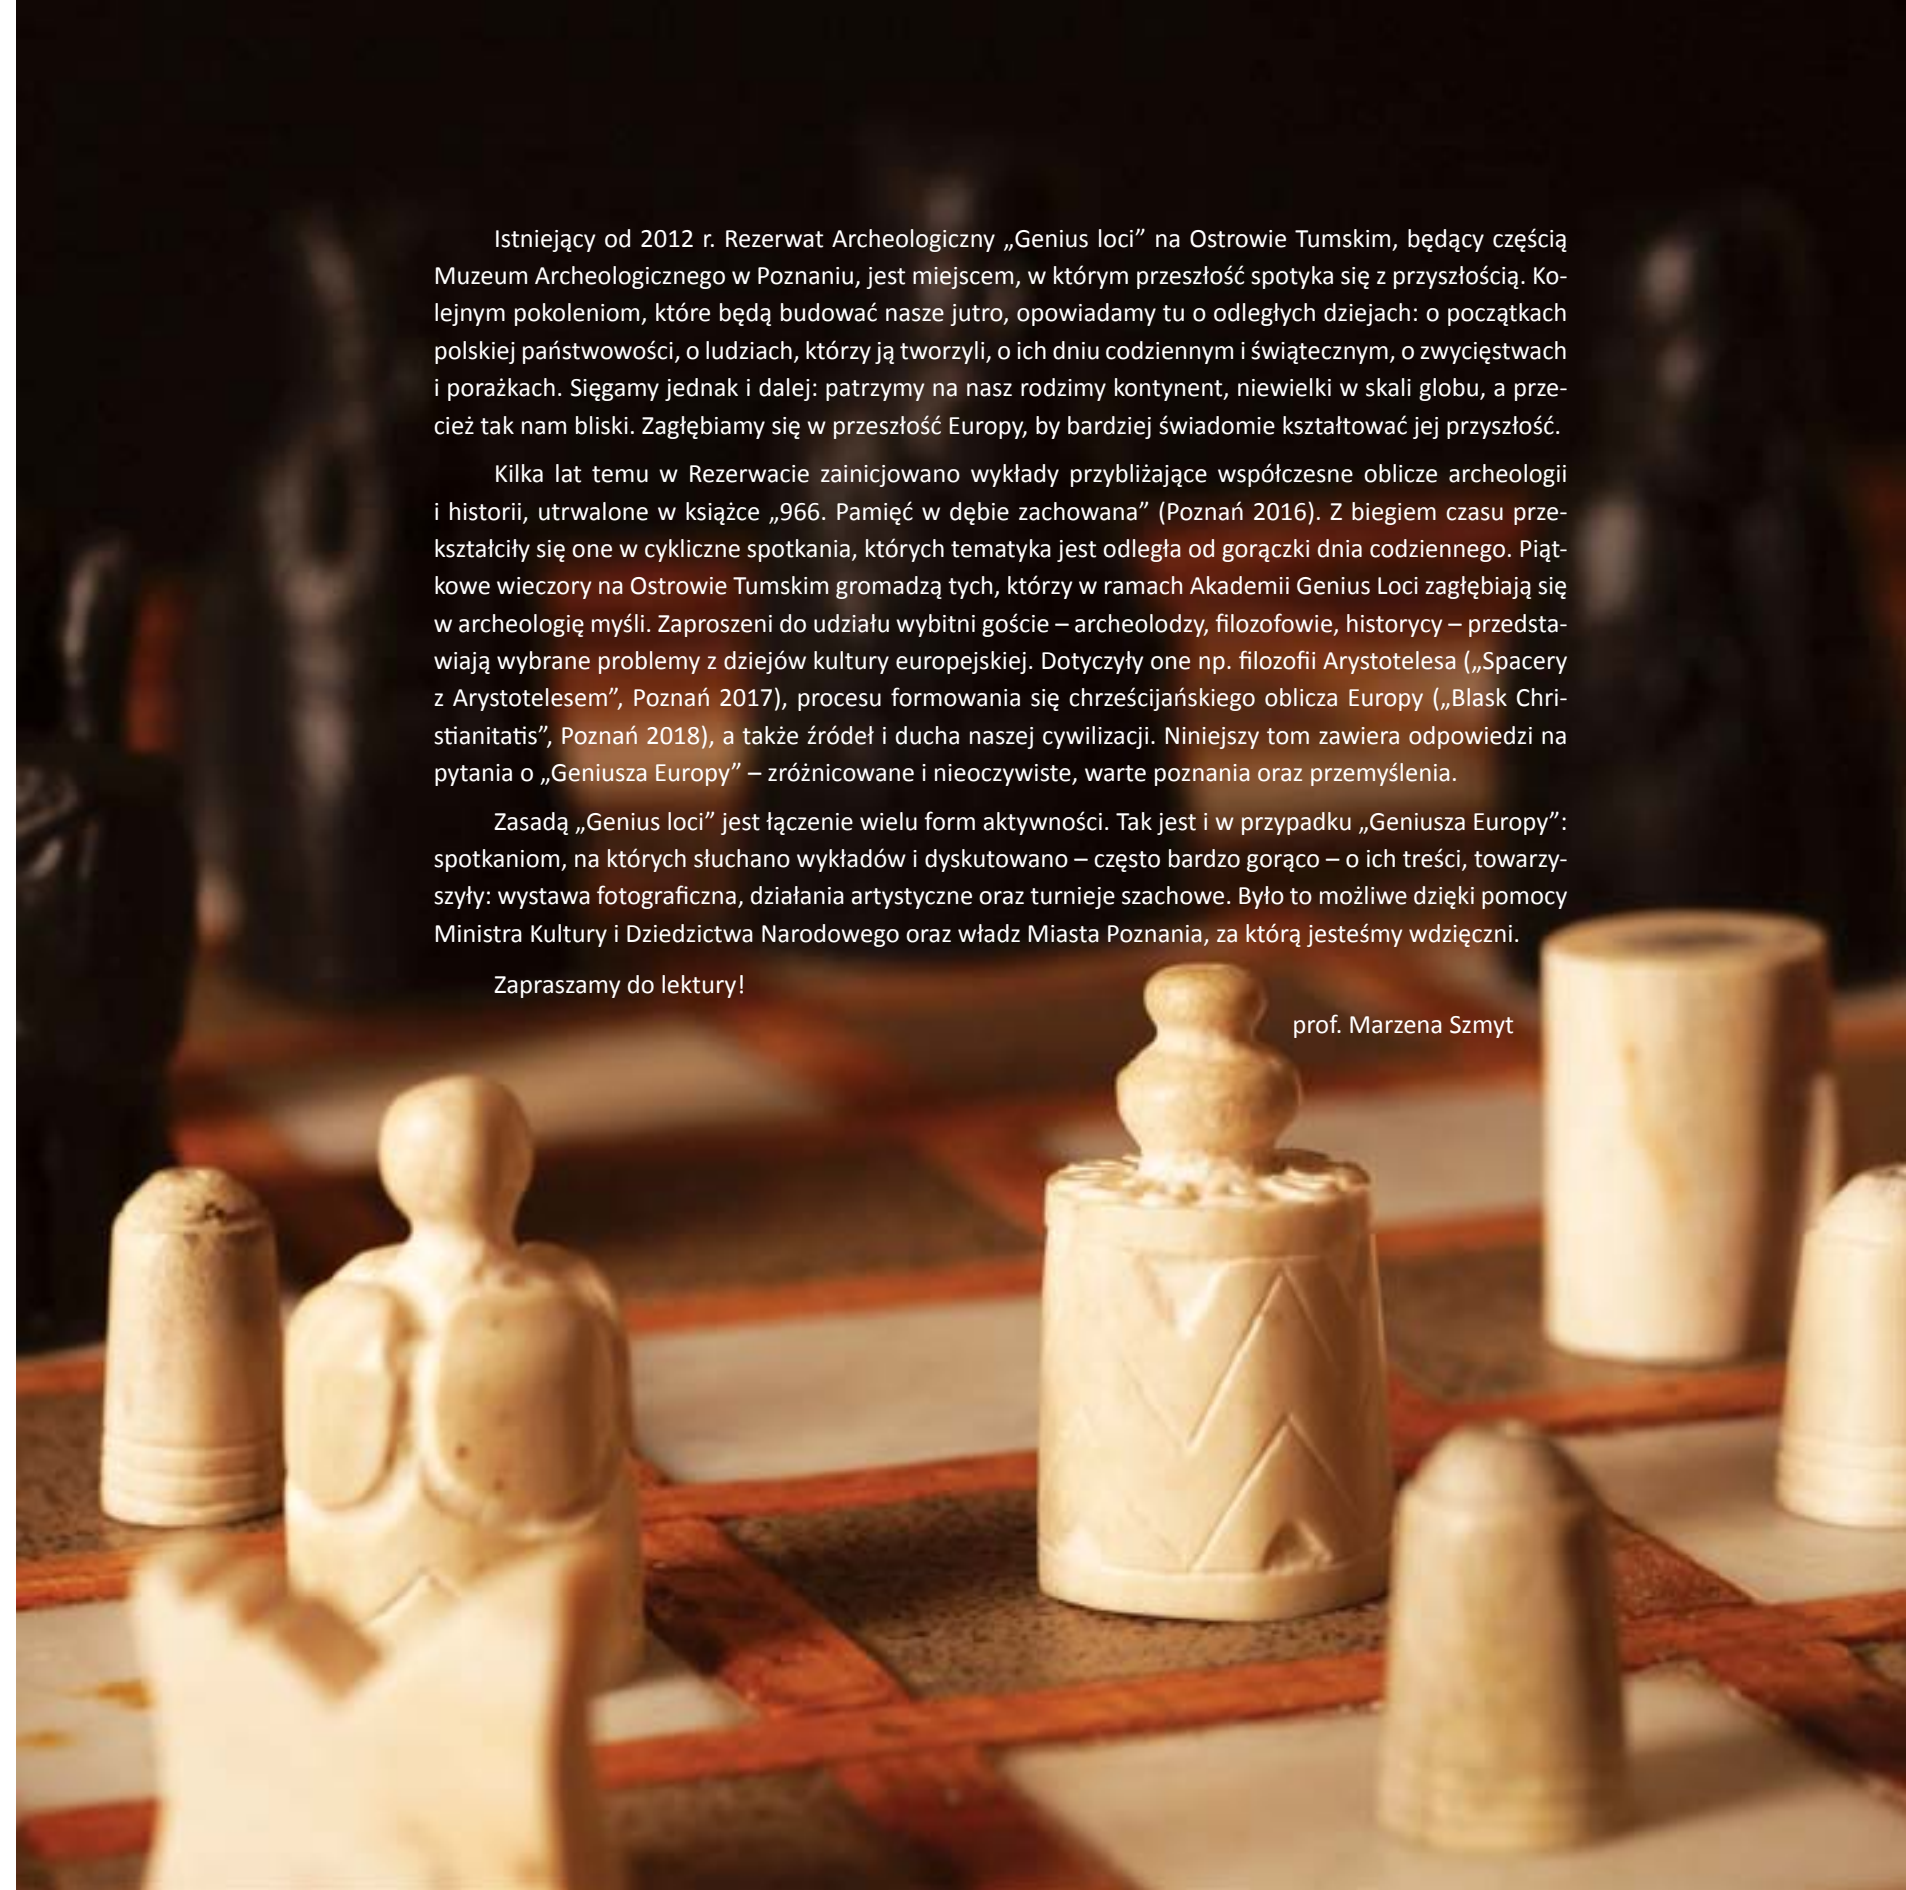 Istniejący od 2012 r. Rezerwat Archeologiczny „Genius loci” na Ostrowie Tumskim, będący częścią
Muzeum Archeologicznego w Poznaniu, jest miejscem, w którym przeszłość spotyka się z przyszłością. Ko-
lejnym pokoleniom, które będą budować nasze jutro, opowiadamy tu o odległych dziejach: o początkach
polskiej państwowości, o ludziach, którzy ją tworzyli, o ich dniu codziennym i świątecznym, o zwycięstwach
i porażkach. Sięgamy jednak i dalej: patrzymy na nasz rodzimy kontynent, niewielki w skali globu, a prze-
cież tak nam bliski. Zagłębiamy się w przeszłość Europy, by bardziej świadomie kształtować jej przyszłość.
Kilka lat temu w Rezerwacie zainicjowano wykłady przybliżające współczesne oblicze archeologii
i historii, utrwalone w książce „966. Pamięć w dębie zachowana” (Poznań 2016). Z biegiem czasu prze-
kształciły się one w cykliczne spotkania, których tematyka jest odległa od gorączki dnia codziennego. Piąt-
kowe wieczory na Ostrowie Tumskim gromadzą tych, którzy w ramach Akademii Genius Loci zagłębiają się
w archeologię myśli. Zaproszeni do udziału wybitni goście – archeolodzy, filozofowie, historycy – przedsta-
wiają wybrane problemy z dziejów kultury europejskiej. Dotyczyły one np. filozofii Arystotelesa („Spacery
z Arystotelesem”, Poznań 2017), procesu formowania się chrześcijańskiego oblicza Europy („Blask Chri-
stianitatis”, Poznań 2018), a także źródeł i ducha naszej cywilizacji. Niniejszy tom zawiera odpowiedzi na
pytania o „Geniusza Europy” – zróżnicowane i nieoczywiste, warte poznania oraz przemyślenia.
Zasadą „Genius loci” jest łączenie wielu form aktywności. Tak jest i w przypadku „Geniusza Europy”:
spotkaniom, na których słuchano wykładów i dyskutowano – często bardzo gorąco – o ich treści, towarzy-
szyły: wystawa fotograficzna, działania artystyczne oraz turnieje szachowe. Było to możliwe dzięki pomocy
Ministra Kultury i Dziedzictwa Narodowego oraz władz Miasta Poznania, za którą jesteśmy wdzięczni.
Zapraszamy do lektury!
prof. Marzena Szmyt